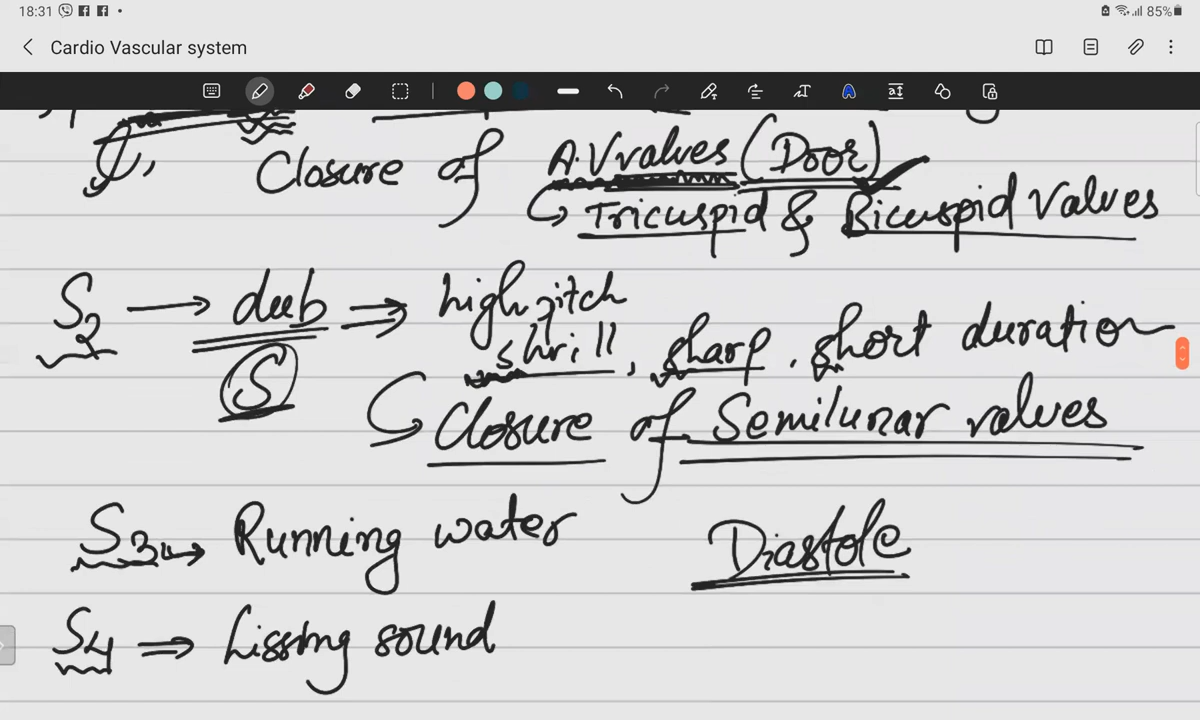 18:31 85%
Cardio Vascular system
Closure of A.V valves (Door)
Tricuspid & Bicuspid Valves
S2 → dub ⇒ high pitch
shrill, sharp, short duration
S
Closure of Semilunar valves
S3 → Running water Diastole
S4 ⇒ hissing sound